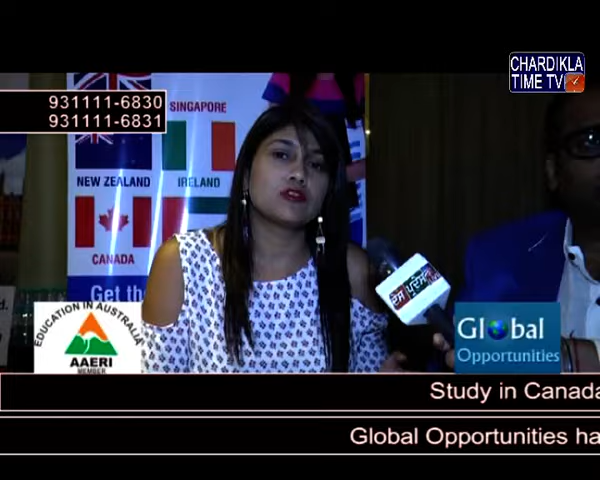 CHARDIKLA
TIME TV
931111-6830
931111-6831
SINGAPORE
NEW ZEALAND
IRELAND
CANADA
Get th
EDUCATION IN AUSTRALIA
AAERI
MEMBER
Global
Opportunities
Study in Canada
Global Opportunities ha